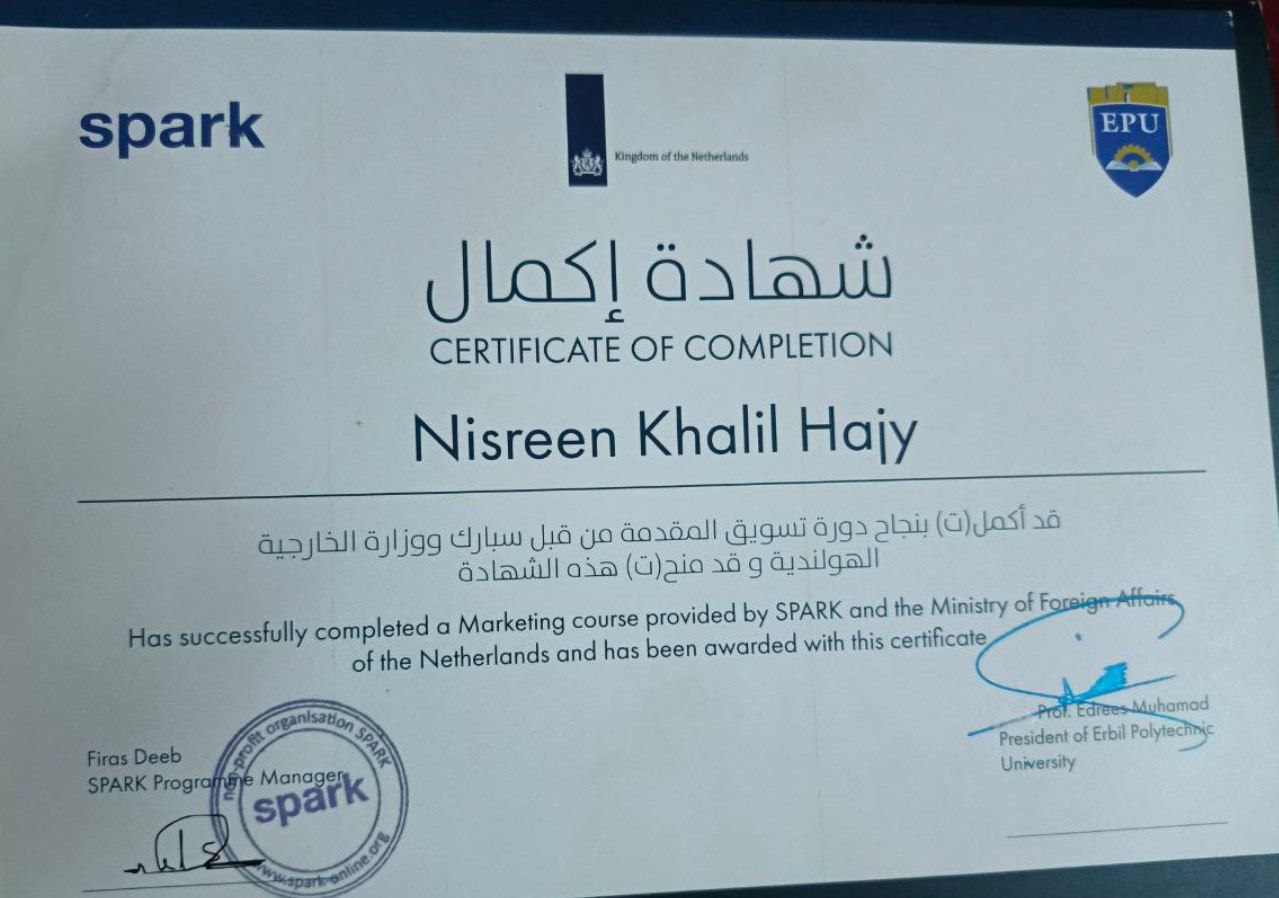 spark
Kingdom of the Netherlands
EPU
شهادة إكمال
CERTIFICATE OF COMPLETION
Nisreen Khalil Hajy
قد أكمل(ت) بنجاح دورة تسويق المقدمة من قبل سبارك ووزارة الخارجية
الهولندية و قد منح(ت) هذه الشهادة
Has successfully completed a Marketing course provided by SPARK and the Ministry of Foreign Affairs
of the Netherlands and has been awarded with this certificate
Firas Deeb
SPARK Programme Manager
non-profit organisation SPARK
spark
www.spark-online.org
Prof. Edrees Muhamad
President of Erbil Polytechnic
University